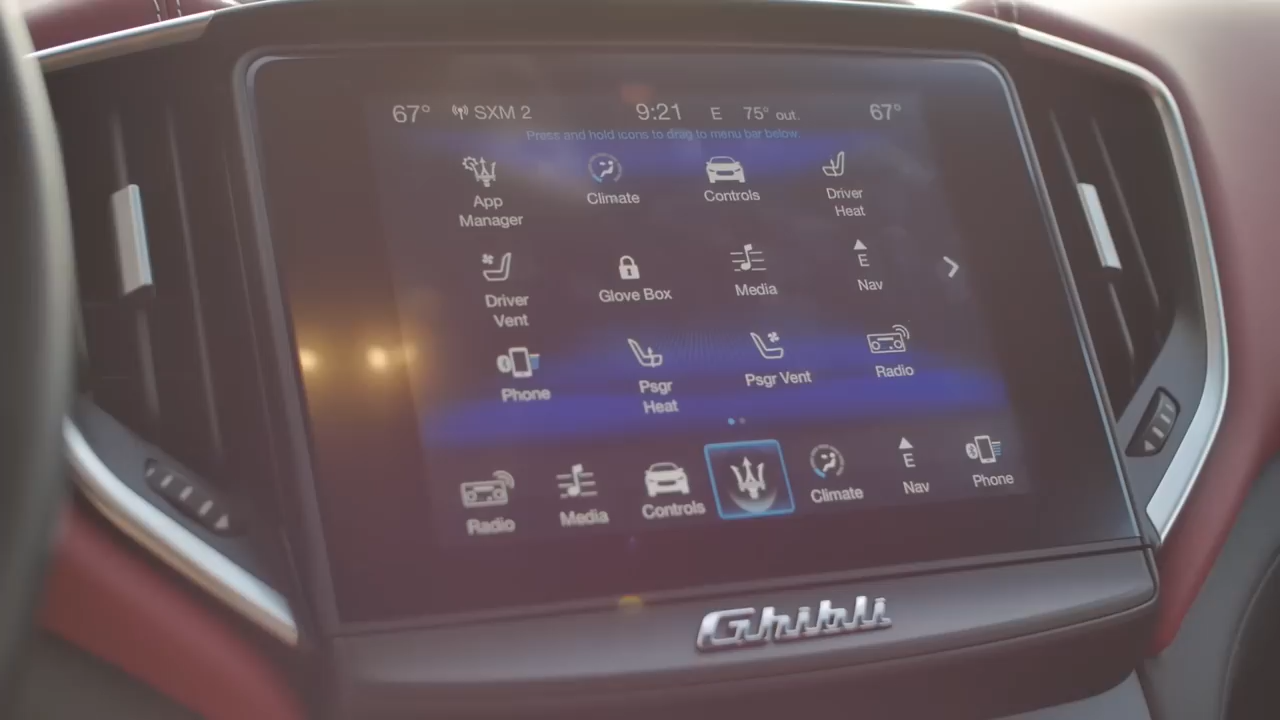 67° SXM 2 9:21 E 75° out. 67°
Press and hold icons to drag to menu bar below.
App
Manager
Climate
Controls
Driver
Heat
Driver
Vent
Glove Box
Media
E
Nav
Phone
Psgr
Heat
Psgr Vent
Radio
Radio
Media
Controls
Climate
E
Nav
Phone
Ghibli